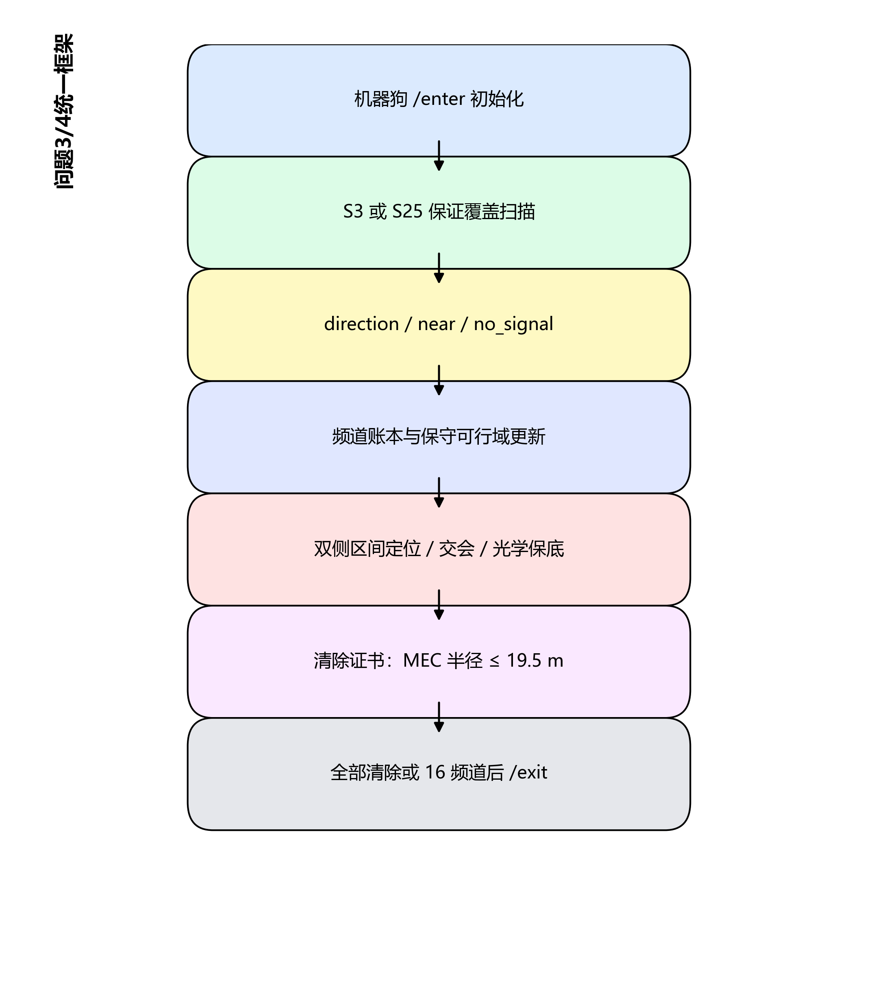 问题3/4统一框架
机器狗 /enter 初始化
S3 或 S25 保证覆盖扫描
direction / near / no_signal
频道账本与保守可行域更新
双侧区间定位 / 交会 / 光学保底
清除证书：MEC 半径 ≤ 19.5 m
全部清除或 16 频道后 /exit